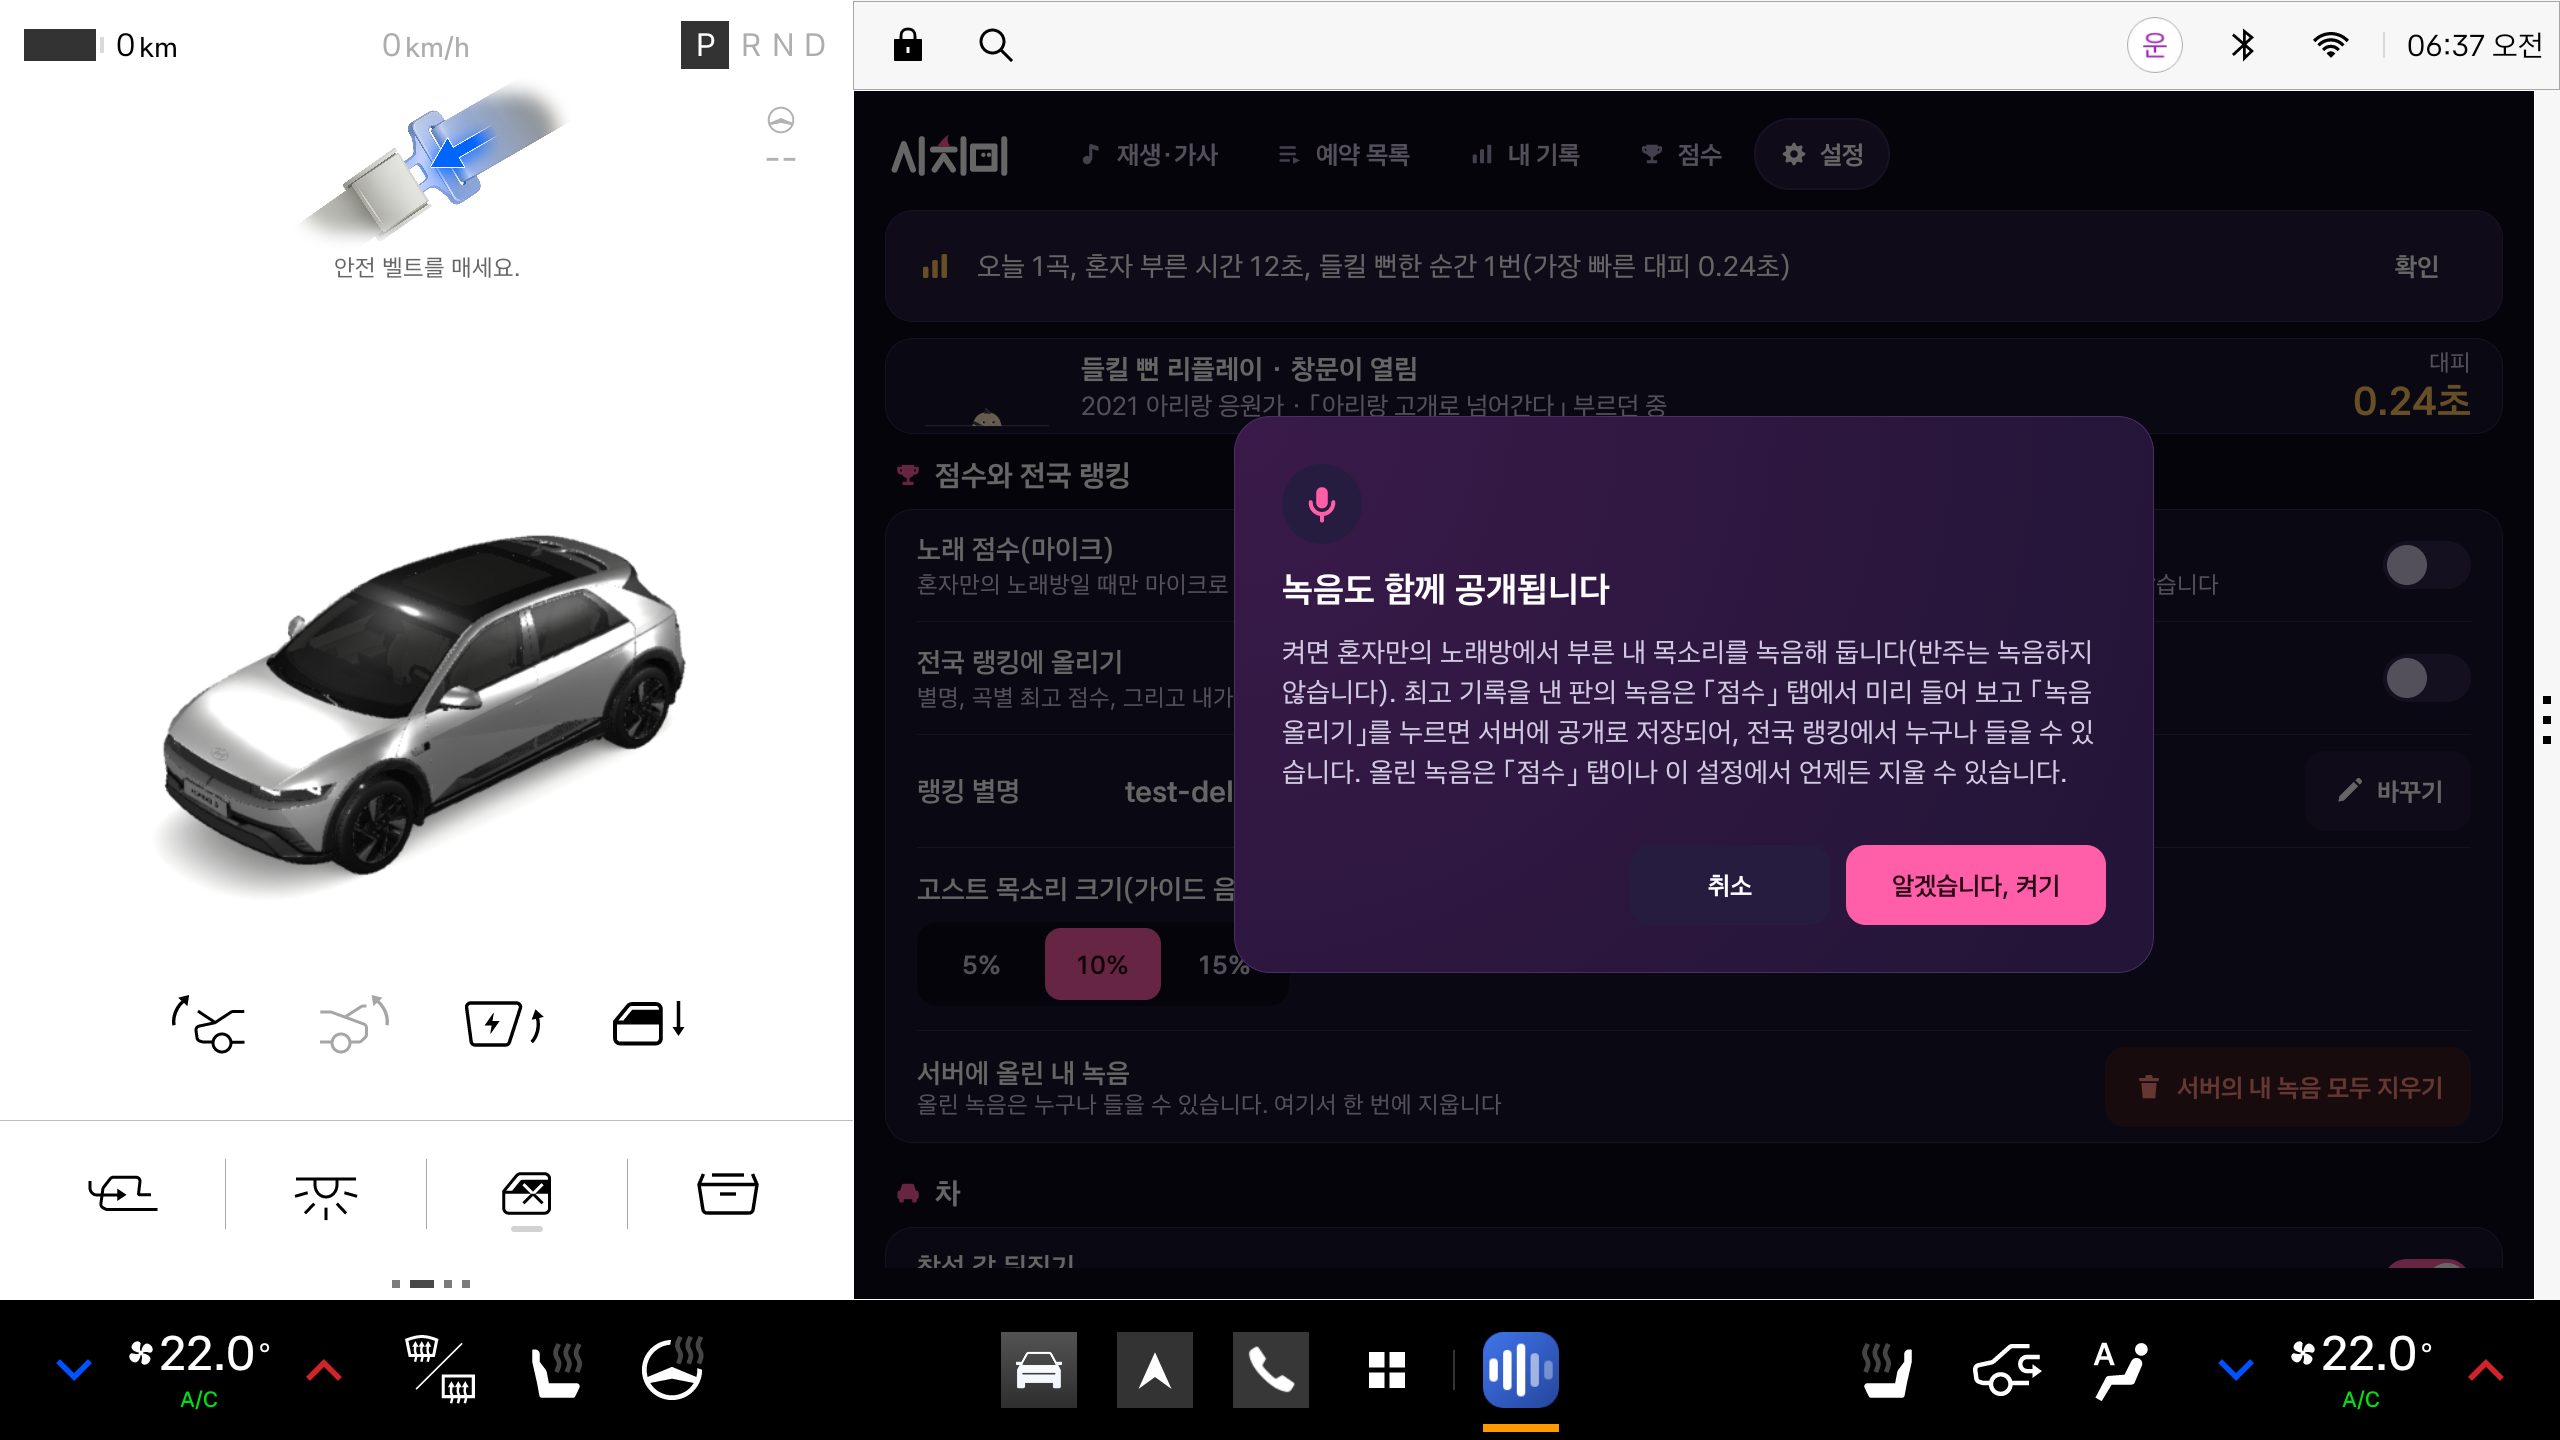 0 km
0 km/h
P R N D
안전 벨트를 매세요.
운
06:37 오전
시치미
재생·가사
예약 목록
내 기록
점수
설정
오늘 1곡, 혼자 부른 시간 12초, 들킬 뻔한 순간 1번(가장 빠른 대피 0.24초)
확인
들킬 뻔 리플레이 · 창문이 열림
2021 아리랑 응원가 · 「아리랑 고개로 넘어간다」 부르던 중
대피
0.24초
점수와 전국 랭킹
노래 점수(마이크)
혼자만의 노래방일 때만 마이크로
습니다
전국 랭킹에 올리기
별명, 곡별 최고 점수, 그리고 내가
랭킹 별명
test-del
바꾸기
고스트 목소리 크기(가이드 음
5%
10%
15%
서버에 올린 내 녹음
올린 녹음은 누구나 들을 수 있습니다. 여기서 한 번에 지웁니다
서버의 내 녹음 모두 지우기
차
녹음도 함께 공개됩니다
켜면 혼자만의 노래방에서 부른 내 목소리를 녹음해 둡니다(반주는 녹음하지
않습니다). 최고 기록을 낸 판의 녹음은 「점수」 탭에서 미리 들어 보고 「녹음
올리기」를 누르면 서버에 공개로 저장되어, 전국 랭킹에서 누구나 들을 수 있
습니다. 올린 녹음은 「점수」 탭이나 이 설정에서 언제든 지울 수 있습니다.
취소
알겠습니다, 켜기
22.0°
A/C
A
22.0°
A/C